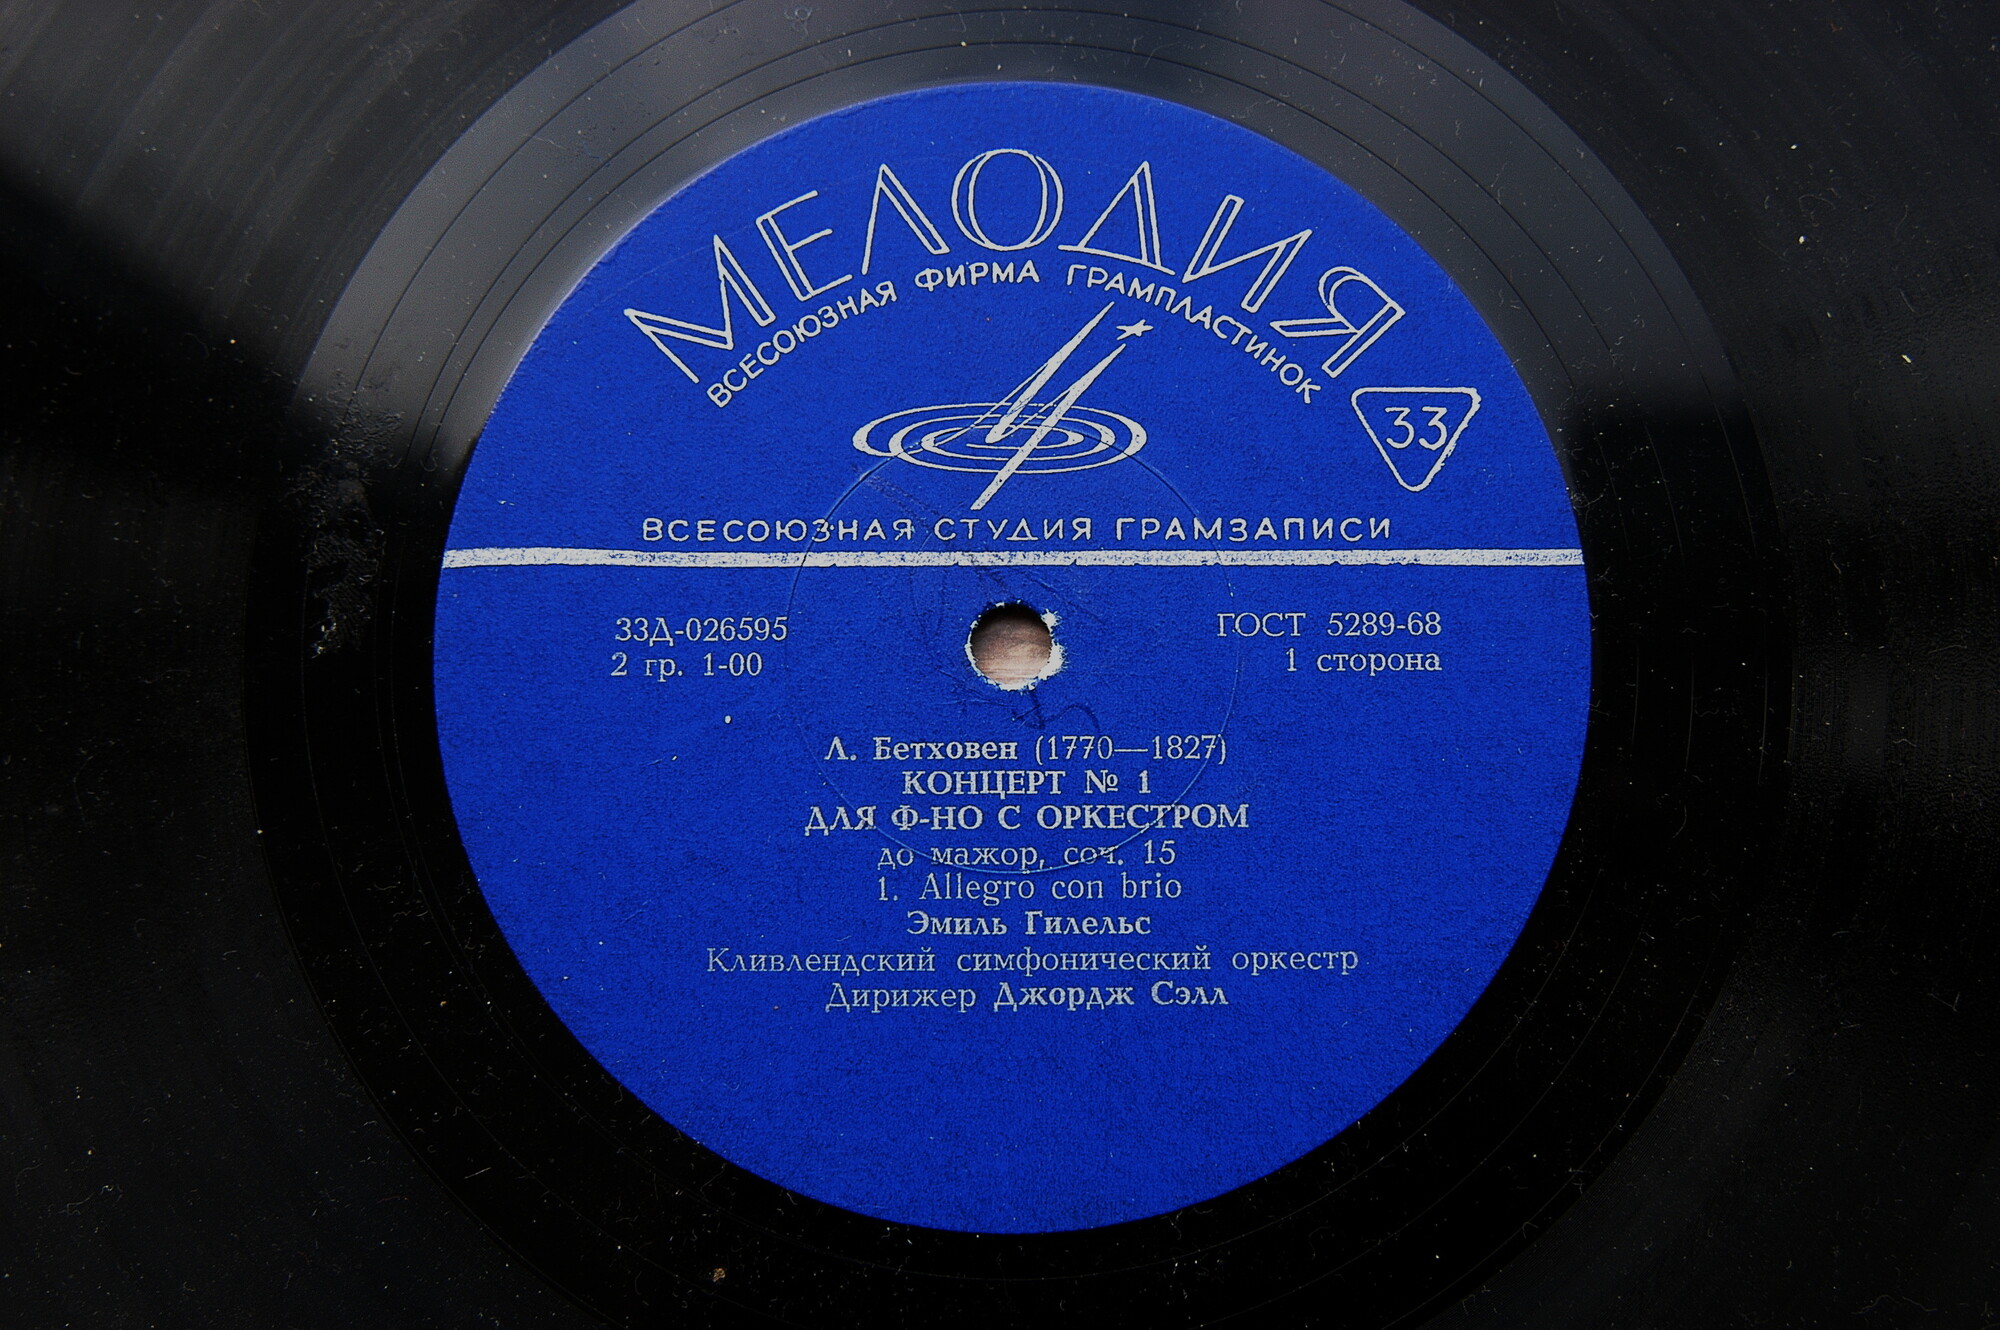 МЕЛОДИЯ
ВСЕСОЮЗНАЯ ФИРМА ГРАМПЛАСТИНОК
33
ВСЕСОЮЗНАЯ СТУДИЯ ГРАМЗАПИСИ
33Д-026595
2 гр. 1-00
ГОСТ 5289-68
1 сторона
Л. Бетховен (1770—1827)
КОНЦЕРТ № 1
ДЛЯ Ф-НО С ОРКЕСТРОМ
до мажор, соч. 15
1. Allegro con brio
Эмиль Гилельс
Кливлендский симфонический оркестр
Дирижер Джордж Сэлл